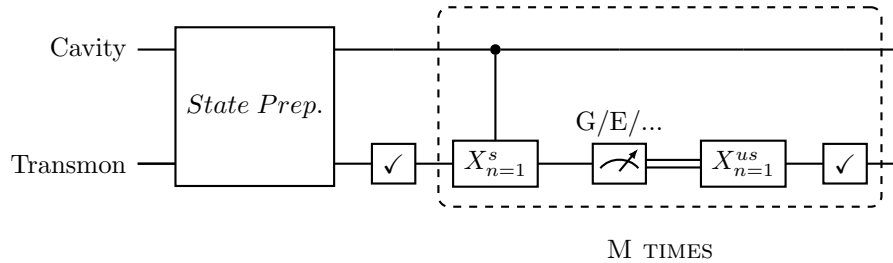 Cavity
State Prep.
G/E/...
Transmon
✓
X^s_{n=1}
X^{us}_{n=1}
✓
M TIMES